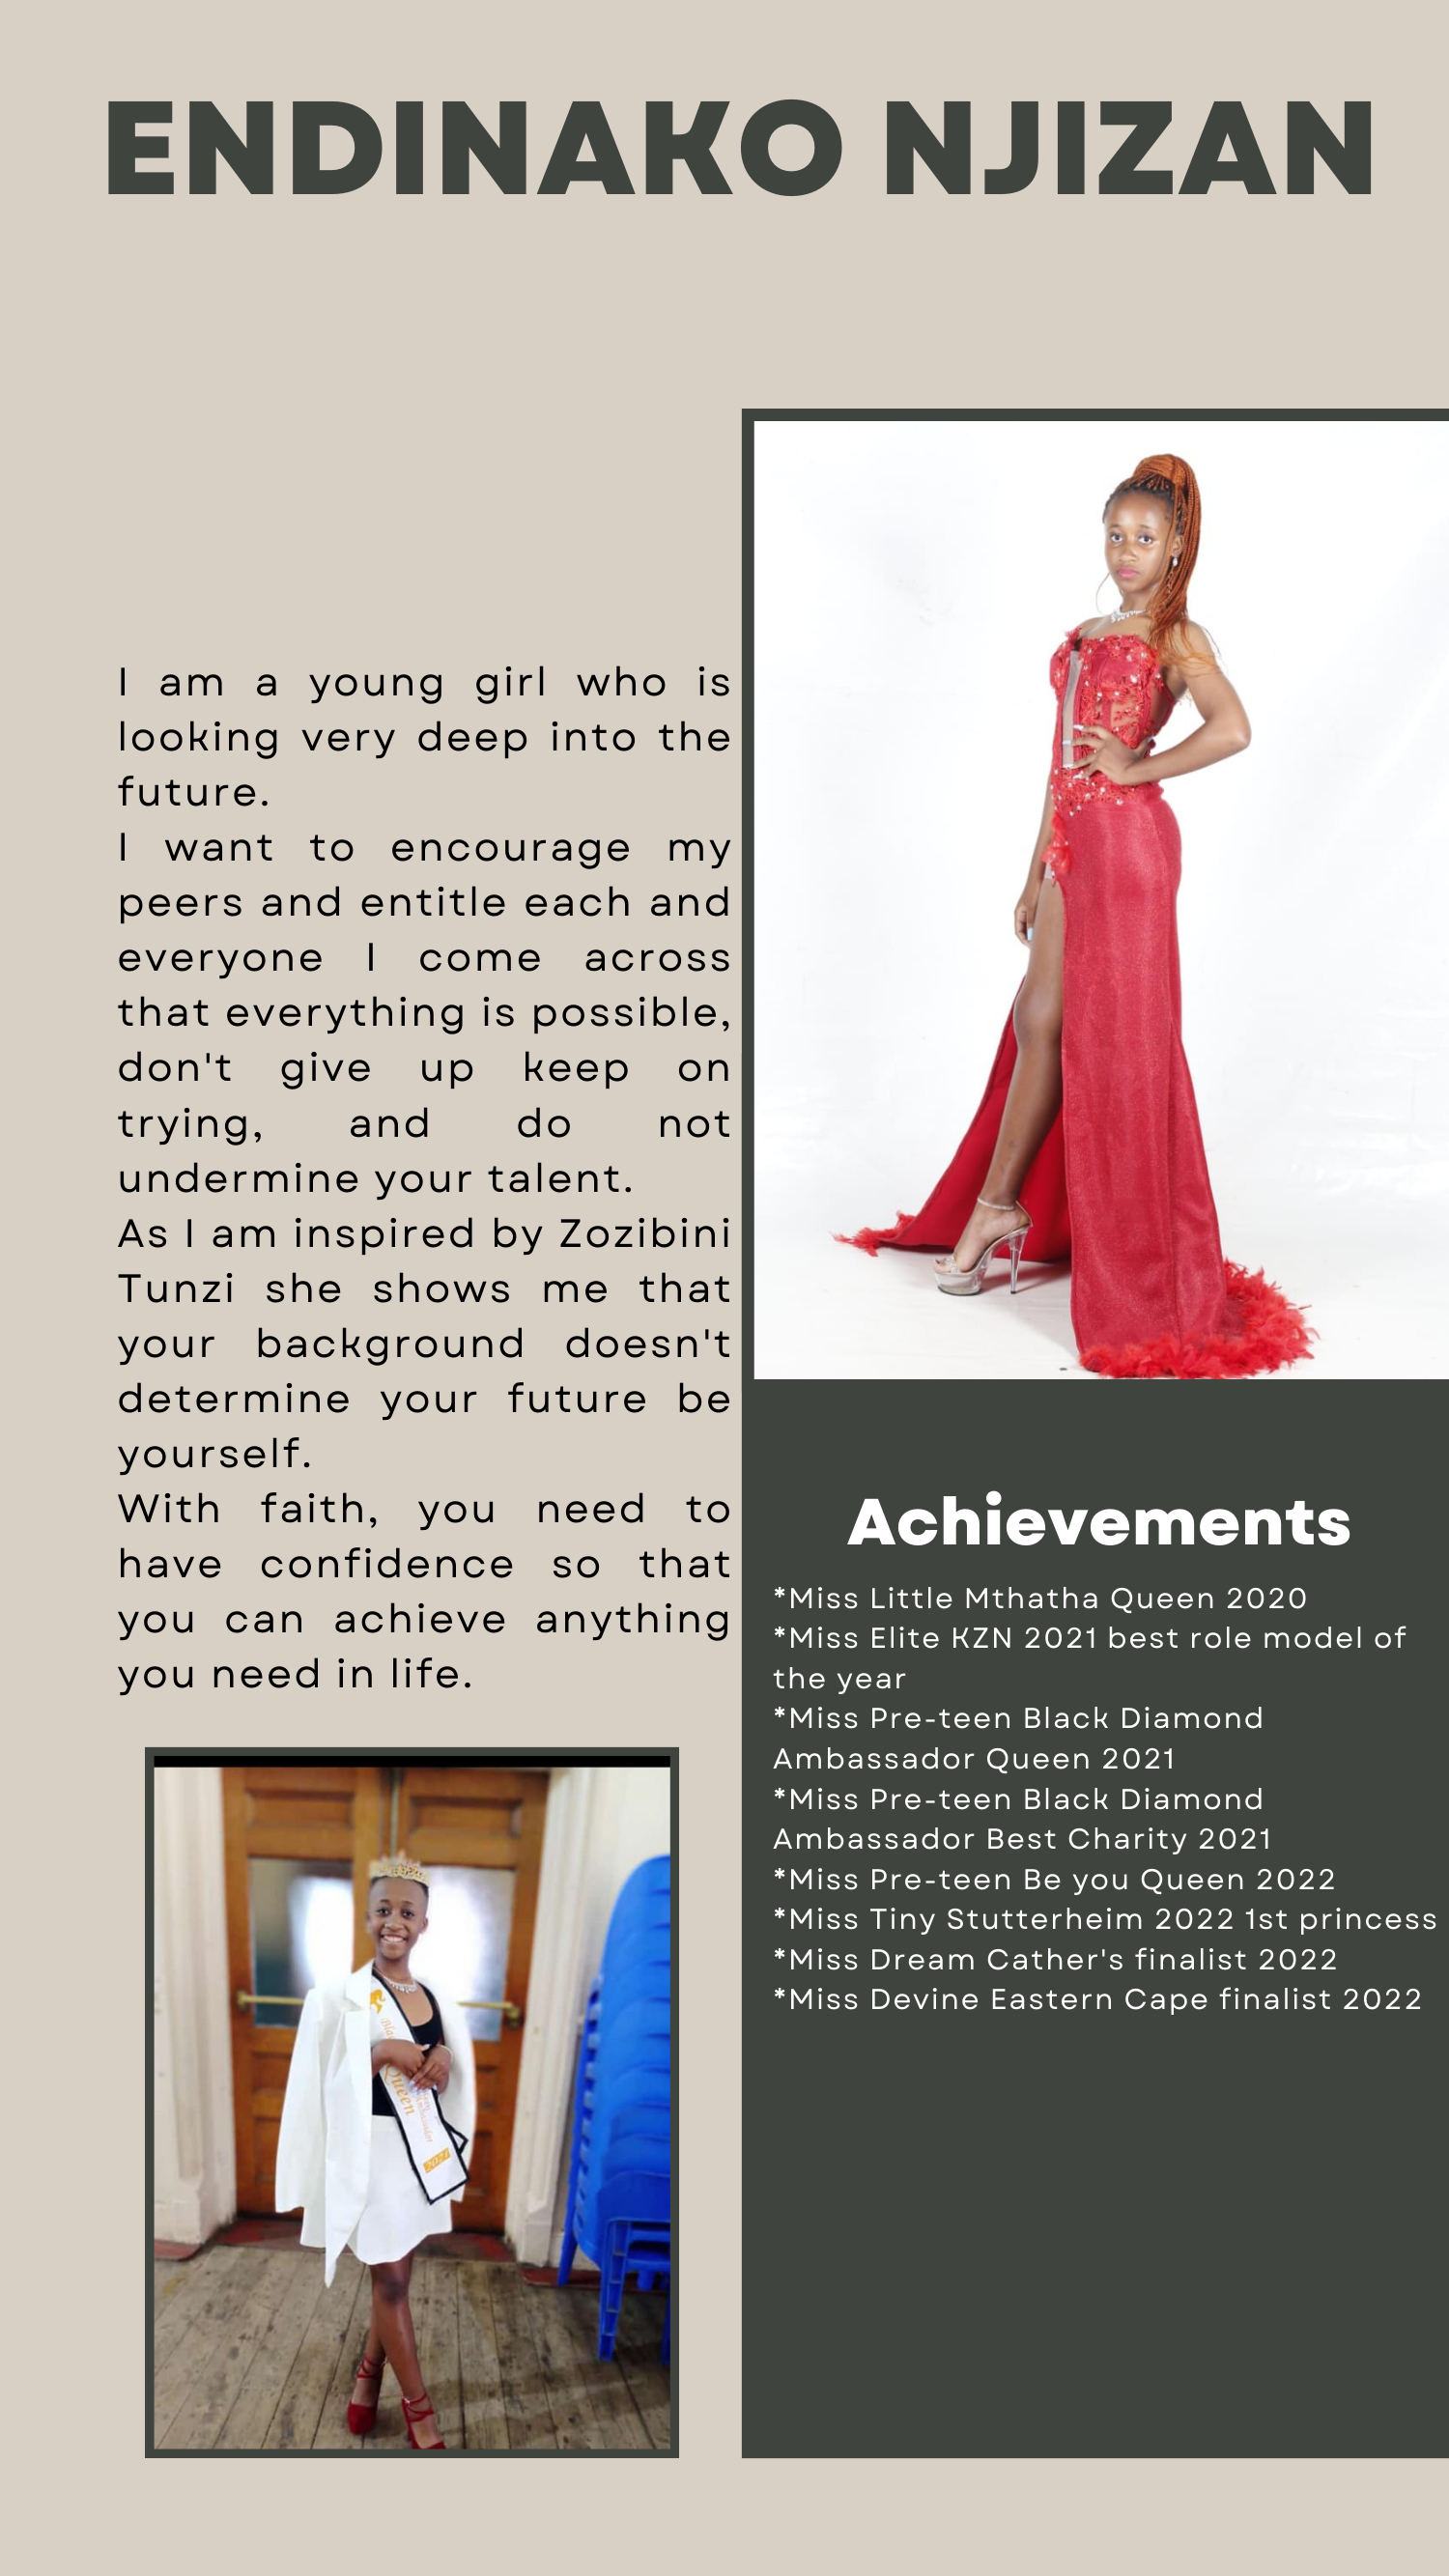 ENDINAKO NJIZAN
I am a young girl who is
looking very deep into the
future.
I want to encourage my
peers and entitle each and
everyone I come across
that everything is possible,
don't give up keep on
trying, and do not
undermine your talent.
As I am inspired by Zozibini
Tunzi she shows me that
your background doesn't
determine your future be
yourself.
With faith, you need to
have confidence so that
you can achieve anything
you need in life.
Achievements
*Miss Little Mthatha Queen 2020
*Miss Elite KZN 2021 best role model of
the year
*Miss Pre-teen Black Diamond
Ambassador Queen 2021
*Miss Pre-teen Black Diamond
Ambassador Best Charity 2021
*Miss Pre-teen Be you Queen 2022
*Miss Tiny Stutterheim 2022 1st princess
*Miss Dream Cather's finalist 2022
*Miss Devine Eastern Cape finalist 2022
Queen